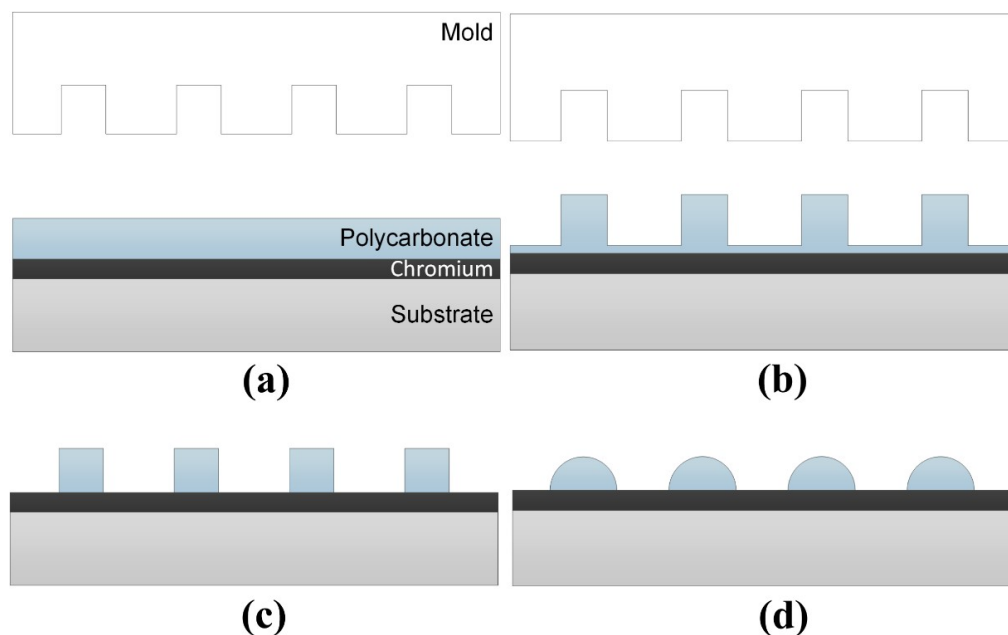 Mold
Polycarbonate
Chromium
Substrate
(a)
(b)
(c)
(d)